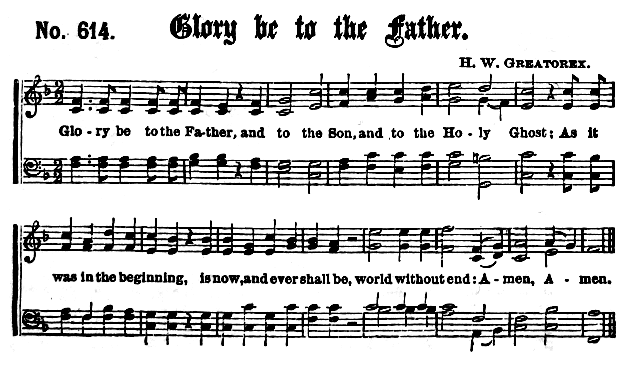 No. 614. Glory be to the Father.
H. W. GREATOREX.
Glo - ry be to the Fa-ther, and to the Son, and to the Ho - ly Ghost; As it
was in the beginning, is now, and ever shall be, world without end: A - men, A - men.